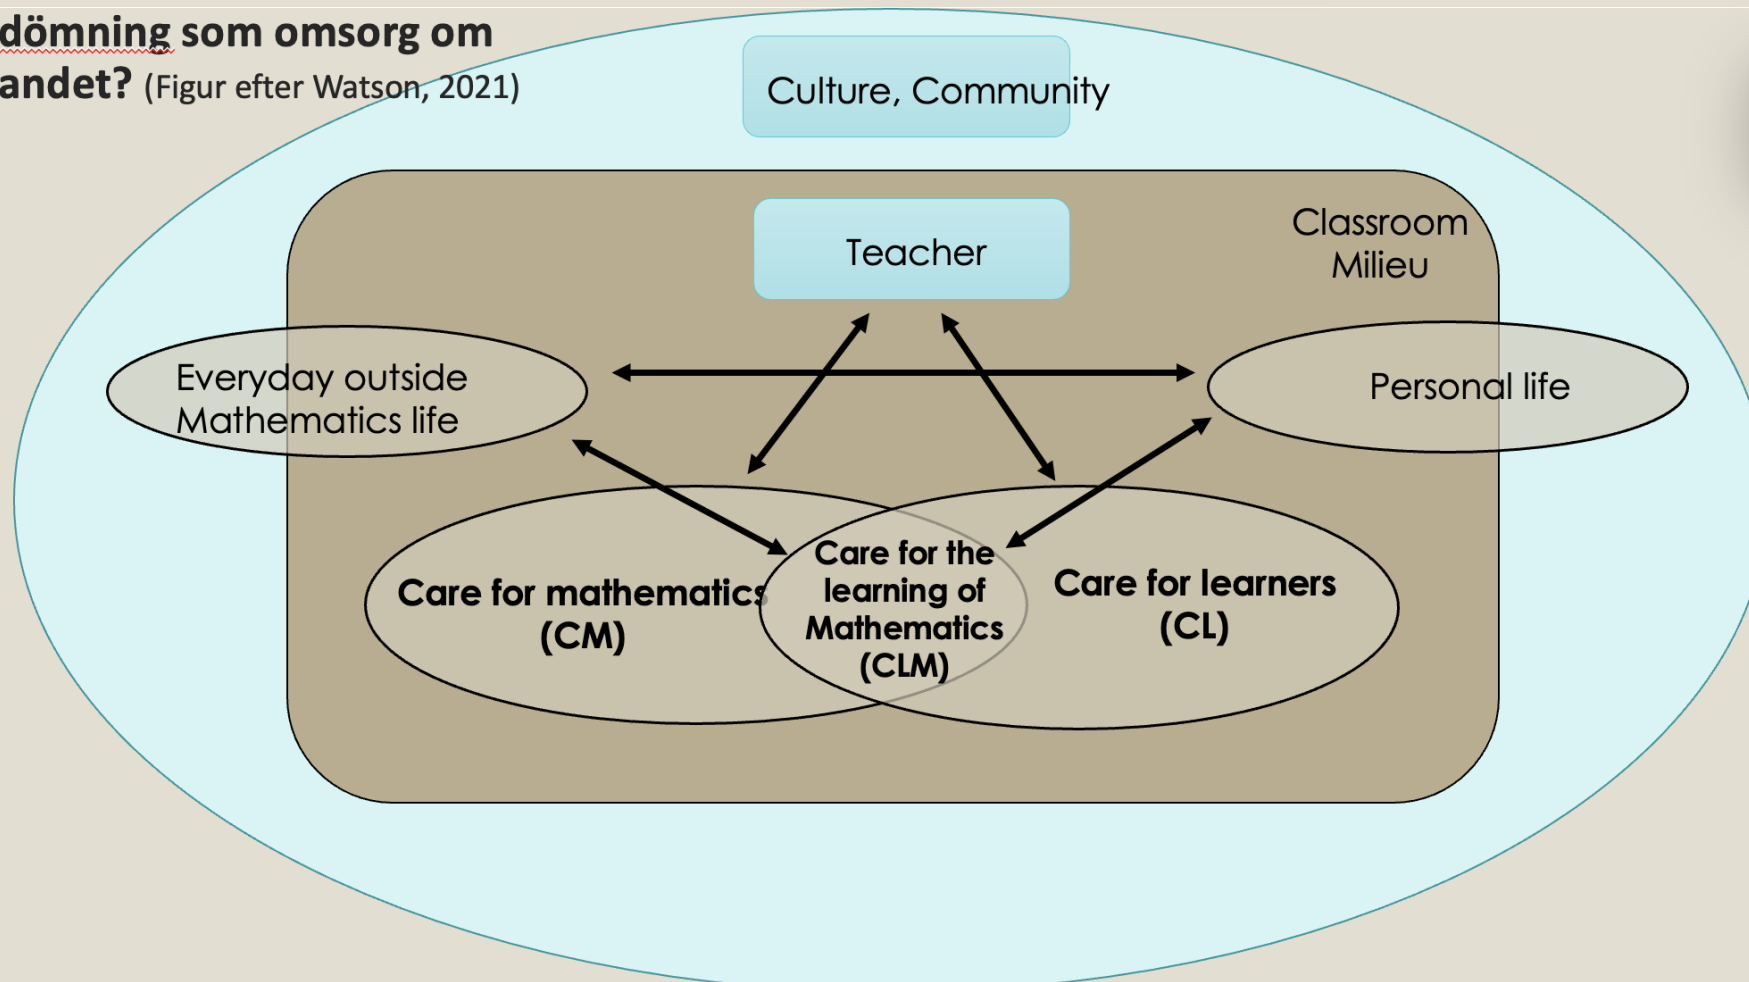 dömning som omsorg om
andet? (Figur efter Watson, 2021)
Culture, Community
Teacher
Classroom
Milieu
Everyday outside
Mathematics life
Personal life
Care for mathematics
(CM)
Care for the
learning of
Mathematics
(CLM)
Care for learners
(CL)